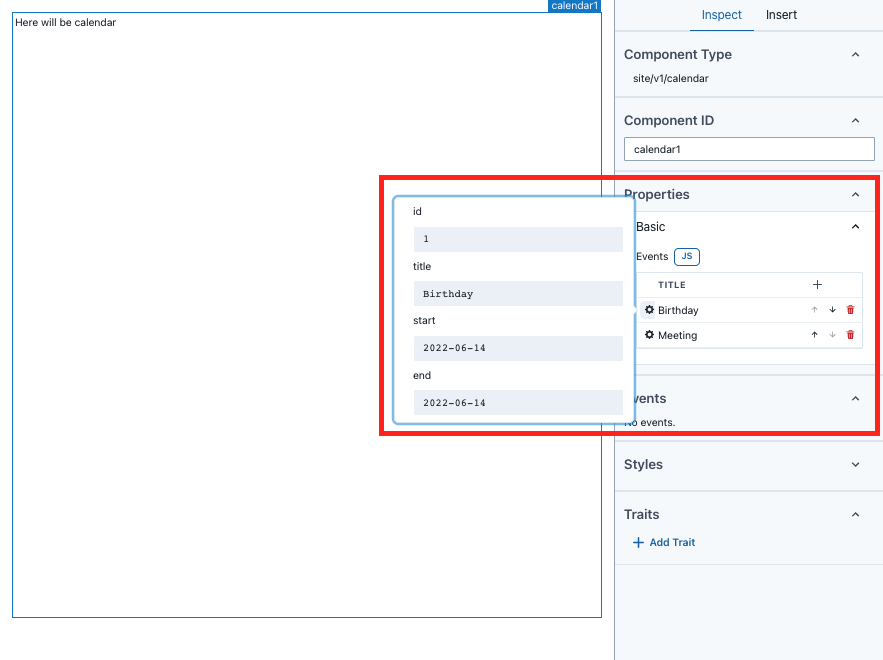 calendar1
Here will be calendar
Inspect
Insert
Component Type
site/v1/calendar
Component ID
calendar1
Properties
Basic
Events
JS
TITLE
Birthday
Meeting
id
1
title
Birthday
start
2022-06-14
end
2022-06-14
Events
No events.
Styles
Traits
Add Trait